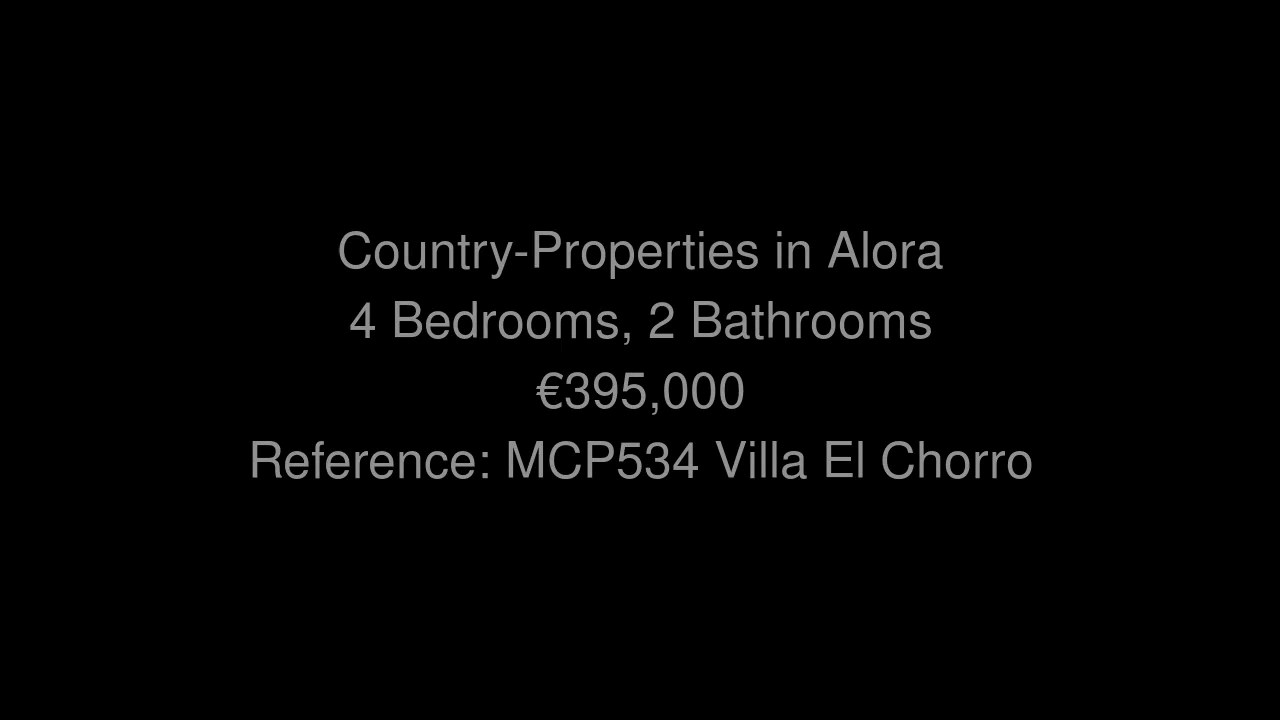 Country-Properties in Alora
4 Bedrooms, 2 Bathrooms
€395,000
Reference: MCP534 Villa El Chorro